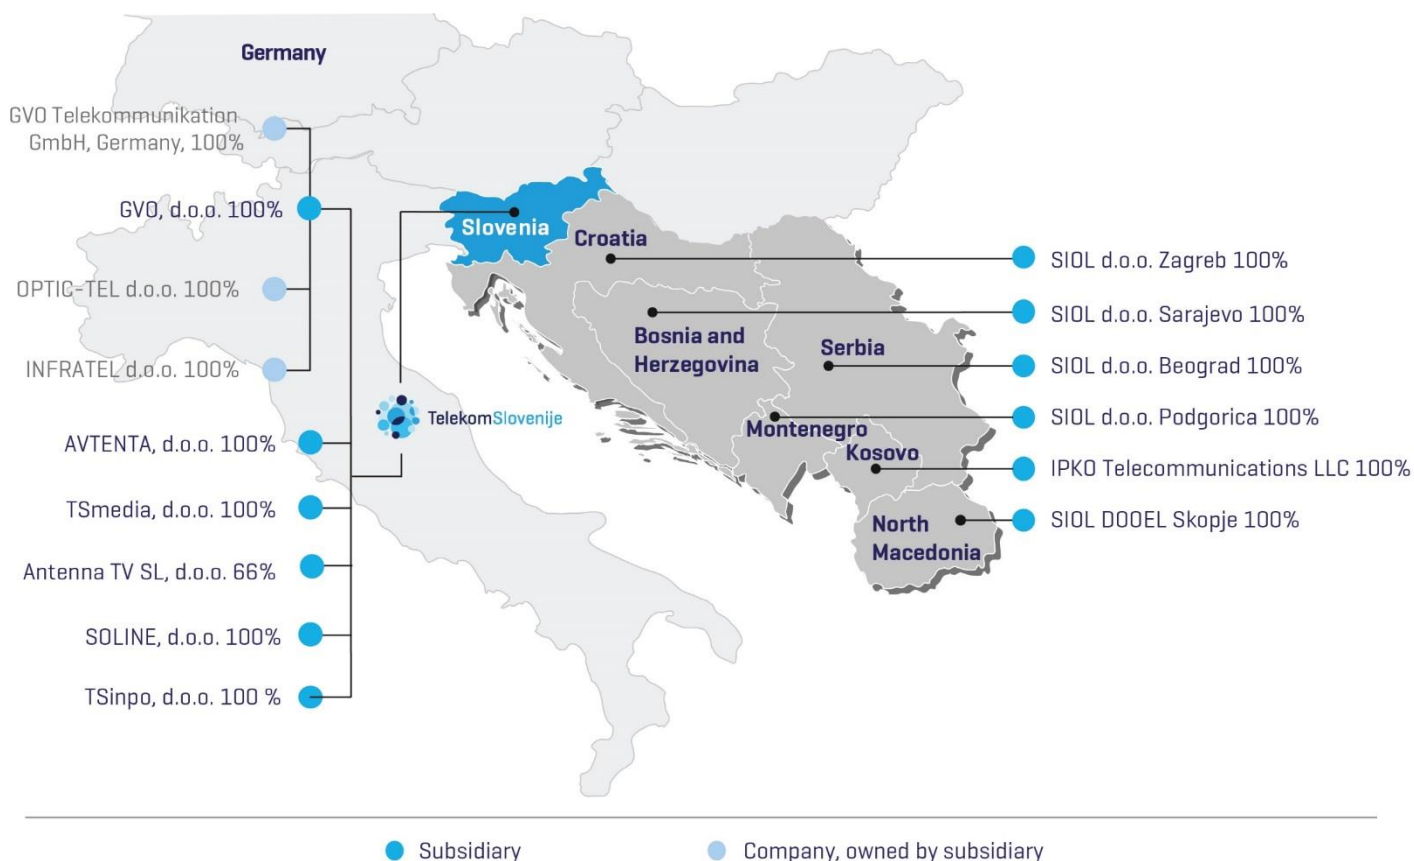 Germany
GVO Telekommunikation
GmbH, Germany, 100%
GVO, d.o.o. 100%
OPTIC-TEL d.o.o. 100%
INFRATEL d.o.o. 100%
AVTENTA, d.o.o. 100%
TSmedia, d.o.o. 100%
Antenna TV SL, d.o.o. 66%
SOLINE, d.o.o. 100%
TSinpo, d.o.o. 100 %
TelekomSlovenije
Slovenia
Croatia
Bosnia and
Herzegovina
Serbia
Montenegro
Kosovo
North
Macedonia
SIOL d.o.o. Zagreb 100%
SIOL d.o.o. Sarajevo 100%
SIOL d.o.o. Beograd 100%
SIOL d.o.o. Podgorica 100%
IPKO Telecommunications LLC 100%
SIOL DOOEL Skopje 100%
Subsidiary
Company, owned by subsidiary